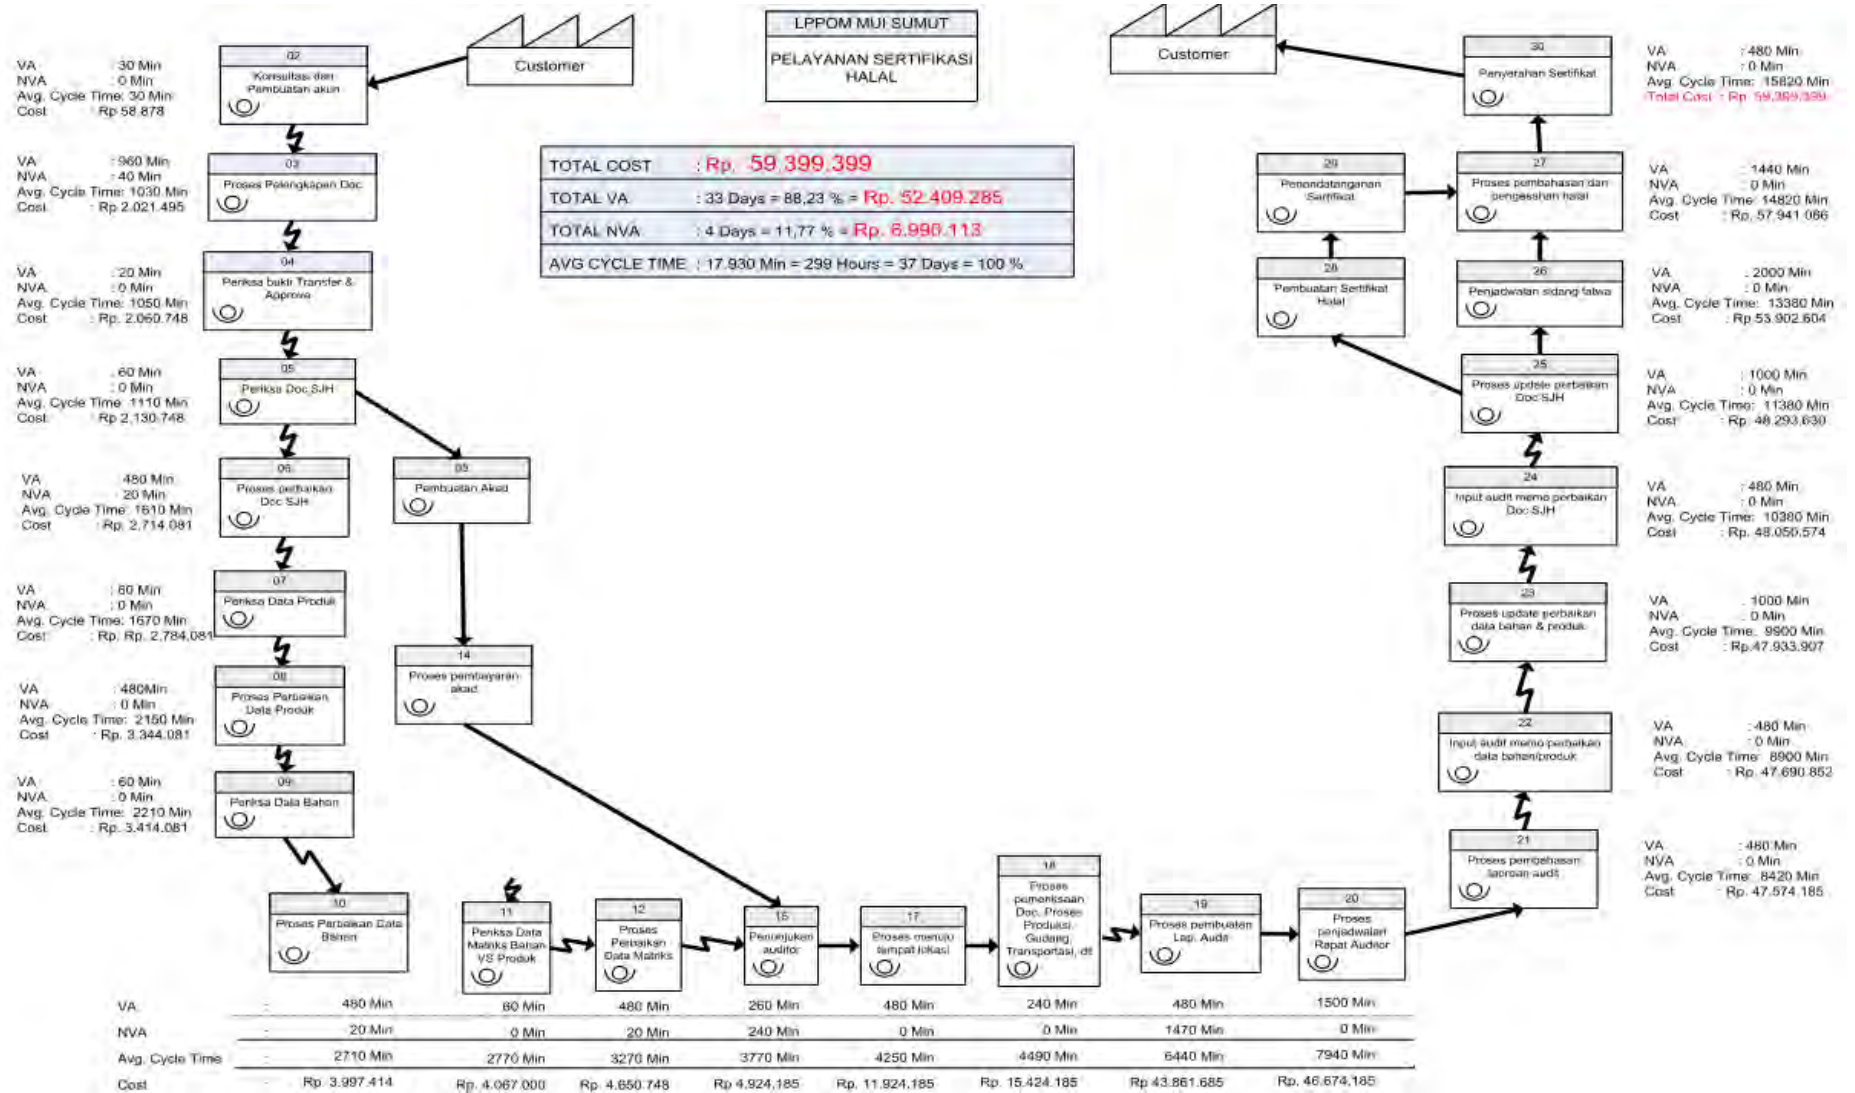 LPPOM MUI SUMUT
PELAYANAN SERTIFIKASI
HALAL
Customer
Customer
TOTAL COST : Rp. 59.399.399
TOTAL VA : 33 Days = 88,23 % = Rp. 52.409.285
TOTAL NVA : 4 Days = 11,77 % = Rp. 6.990.113
AVG CYCLE TIME : 17.930 Min = 299 Hours = 37 Days = 100 %
VA : 30 Min
NVA : 0 Min
Avg. Cycle Time: 30 Min
Cost : Rp 58.878
02
Konsultasi dan
Pembuatan akun
VA : 960 Min
NVA : 40 Min
Avg. Cycle Time: 1030 Min
Cost : Rp 2.021.495
03
Proses Pelengkapan Doc
VA : 20 Min
NVA : 0 Min
Avg. Cycle Time: 1050 Min
Cost : Rp. 2.060.748
04
Periksa bukti Transfer &
Approva
VA : 60 Min
NVA : 0 Min
Avg. Cycle Time 1110 Min
Cost : Rp 2,130.748
05
Periksa Doc SJH
VA 480 Min
NVA : 20 Min
Avg. Cycle Time: 1610 Min
Cost : Rp. 2.714.081
06
Proses perbaikan
Doc SJH
03
Pembuatan Akad
VA : 60 Min
NVA : 0 Min
Avg. Cycle Time: 1670 Min
Cost : Rp. Rp. 2,784.081
07
Periksa Data Produk
VA : 480Min
NVA : 0 Min
Avg. Cycle Time: 2150 Min
Cost : Rp. 3.344.081
08
Proses Perbaikan
Data Produk
14
Proses pembayaran
akad
VA : 60 Min
NVA : 0 Min
Avg. Cycle Time: 2210 Min
Cost : Rp. 3.414.081
09
Periksa Data Bahan
10
Proses Perbaikan Data
Bahan
11
Periksa Data
Matriks Bahan
VS Produk
12
Proses
Perbaikan
Data Matriks
15
Penunjukan
auditor
17
Proses menuju
tempat lokasi
18
Proses
pemeriksaan
Doc. Proses
Produksi,
Gudang,
Transportasi, dll
19
Proses pembuatan
Lap. Audit
20
Proses
penjadwalan
Rapat Auditor
VA : 480 Min 60 Min 480 Min 260 Min 480 Min 240 Min 480 Min 1500 Min
NVA : 20 Min 0 Min 20 Min 240 Min 0 Min 0 Min 1470 Min 0 Min
Avg. Cycle Time : 2710 Min 2770 Min 3270 Min 3770 Min 4250 Min 4490 Min 6440 Min 7940 Min
Cost : Rp 3.997.414 Rp. 4.067.000 Rp. 4.650.748 Rp 4.924.185 Rp. 11.924.185 Rp. 15.424.185 Rp 43.861.685 Rp. 46.674.185
21
Proses pembahasan
laporan audit
VA : 480 Min
NVA : 0 Min
Avg. Cycle Time: 8420 Min
Cost : Rp. 47.574.185
22
Input audit memo perbaikan
data bahan/produk
VA : 480 Min
NVA : 0 Min
Avg. Cycle Time: 8900 Min
Cost : Rp. 47.690.852
23
Proses update perbaikan
data bahan & produk
VA : 1000 Min
NVA : 0 Min
Avg. Cycle Time: 9900 Min
Cost : Rp.47.933.907
24
Input audit memo perbaikan
Doc SJH
VA : 480 Min
NVA : 0 Min
Avg. Cycle Time: 10380 Min
Cost : Rp. 48.050.574
25
Proses update perbaikan
Doc SJH
VA : 1000 Min
NVA : 0 Min
Avg. Cycle Time: 11380 Min
Cost : Rp. 48.293.630
26
Penjadwalan sidang fatwa
VA : 2000 Min
NVA : 0 Min
Avg. Cycle Time: 13380 Min
Cost : Rp 53.902.604
28
Pembuatan Sertifikat
Halal
29
Penandatanganan
Sertifikat
27
Proses pembahasan dan
pengesahan halal
VA : 1440 Min
NVA : 0 Min
Avg. Cycle Time: 14820 Min
Cost : Rp. 57.941.066
30
Penyerahan Sertifikat
VA : 480 Min
NVA : 0 Min
Avg. Cycle Time: 15820 Min
Total Cost : Rp. 59.399.399